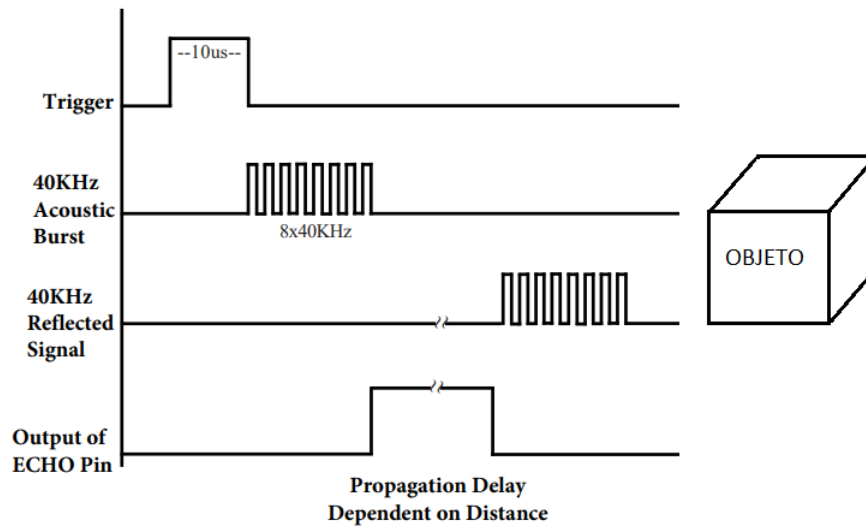 --10us--
Trigger
40KHz
Acoustic
Burst
8x40KHz
OBJETO
40KHz
Reflected
Signal
Output of
ECHO Pin
Propagation Delay
Dependent on Distance